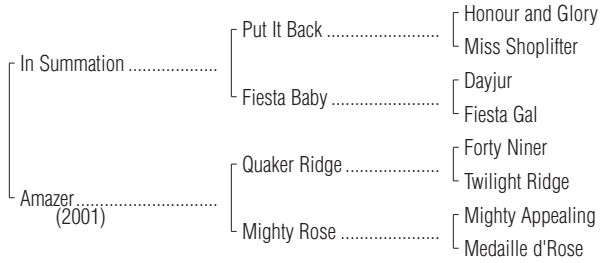 Honour and Glory
Put It Back ........................
Miss Shoplifter
In Summation ..................
Dayjur
Fiesta Baby .......................
Fiesta Gal
Forty Niner
Quaker Ridge ....................
Twilight Ridge
Amazer..............................
(2001)
Mighty Appealing
Mighty Rose .....................
Medaille d'Rose